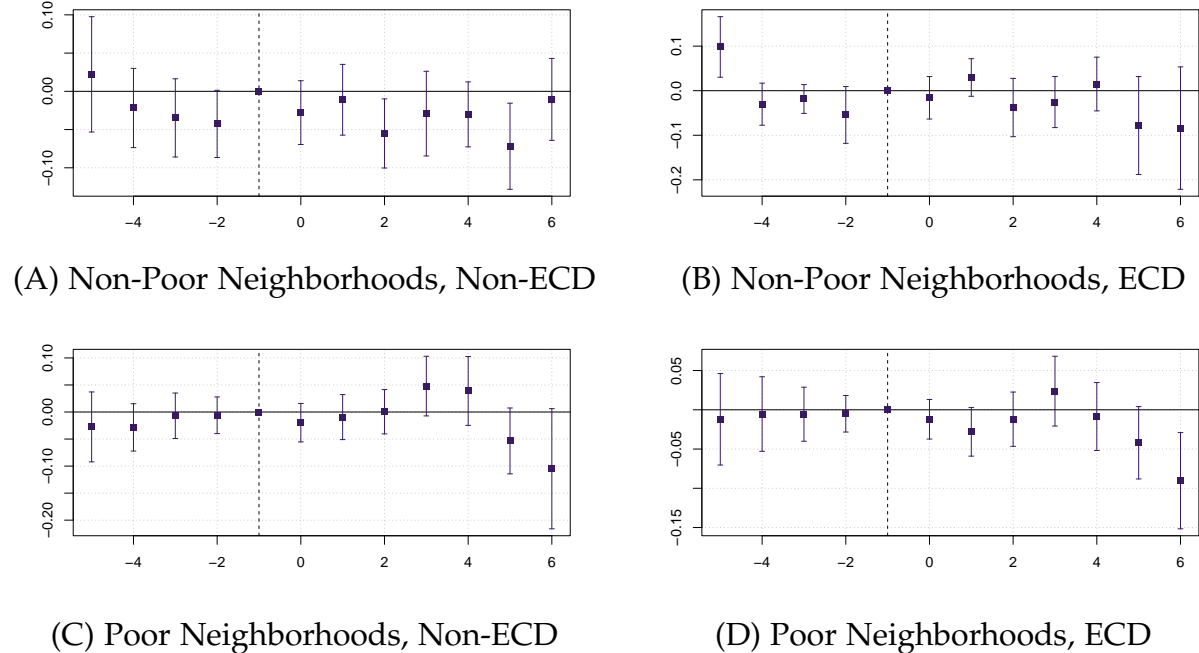 0.10
0.00
−0.10
−4 −2 0 2 4 6
(A) Non-Poor Neighborhoods, Non-ECD
0.1
0.0
−0.1
−0.2
−4 −2 0 2 4 6
(B) Non-Poor Neighborhoods, ECD
0.10
0.00
−0.10
−0.20
−4 −2 0 2 4 6
(C) Poor Neighborhoods, Non-ECD
0.05
−0.05
−0.15
−4 −2 0 2 4 6
(D) Poor Neighborhoods, ECD